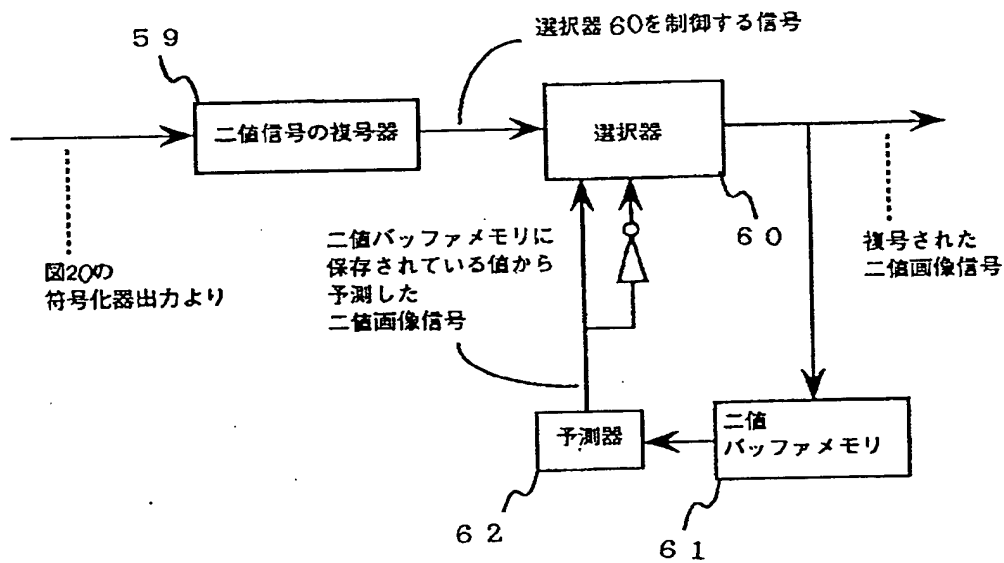 59
選択器60を制御する信号
二値信号の復号器
選択器
60
図20の
符号化器出力より
二値バッファメモリに
保存されている値から
予測した
二値画像信号
復号された
二値画像信号
予測器
二値
バッファメモリ
62
61